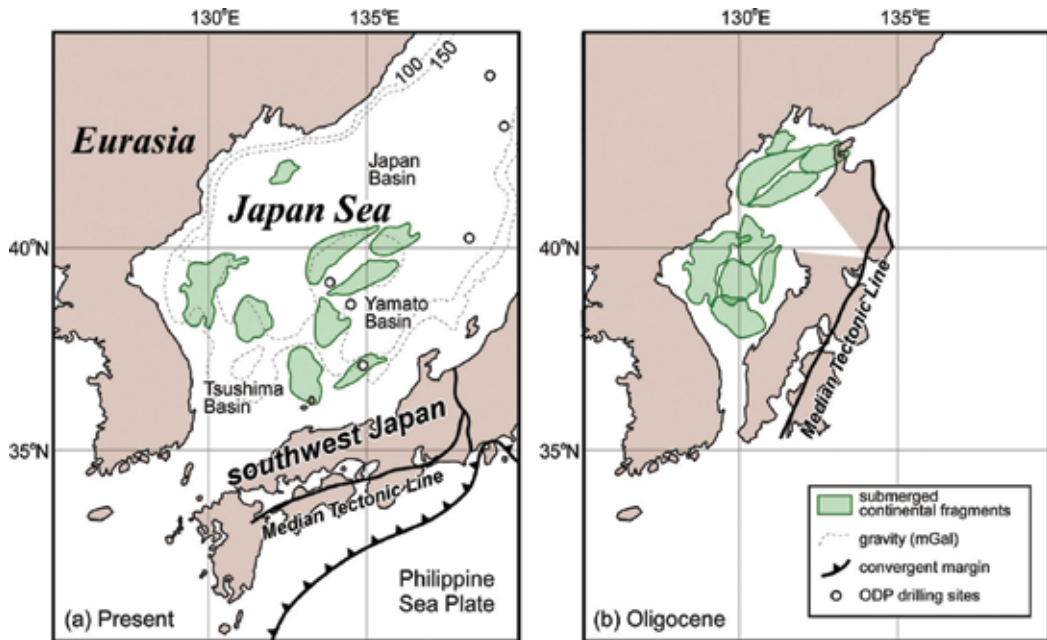 130°E
135°E
130°E
135°E
100
150
Eurasia
Japan
Basin
Japan Sea
40°N
40°N
Yamato
Basin
Tsushima
Basin
southwest Japan
Median Tectonic Line
35°N
35°N
Philippine
Sea Plate
(a) Present
Median Tectonic Line
submerged
continental fragments
gravity (mGal)
convergent margin
ODP drilling sites
(b) Oligocene